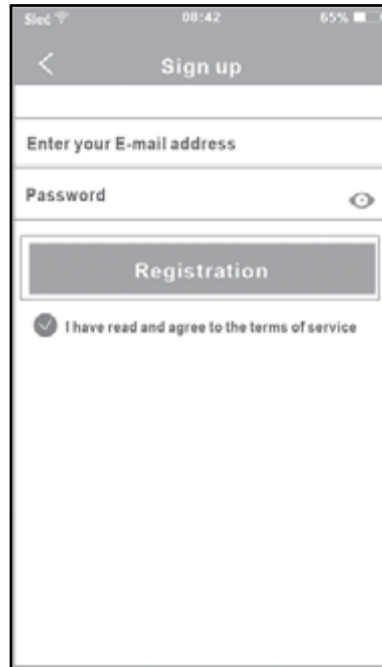 Sieć 08:42 65%
Sign up
Enter your E-mail address
Password
Registration
I have read and agree to the terms of service